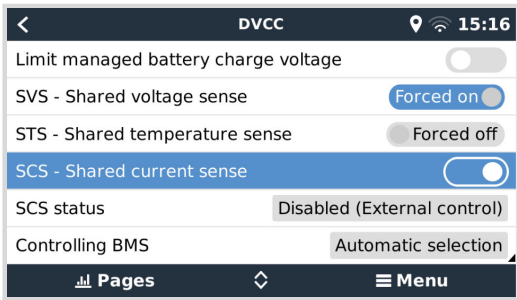 DVCC 15:16
Limit managed battery charge voltage
SVS - Shared voltage sense Forced on
STS - Shared temperature sense Forced off
SCS - Shared current sense
SCS status Disabled (External control)
Controlling BMS Automatic selection
Pages Menu